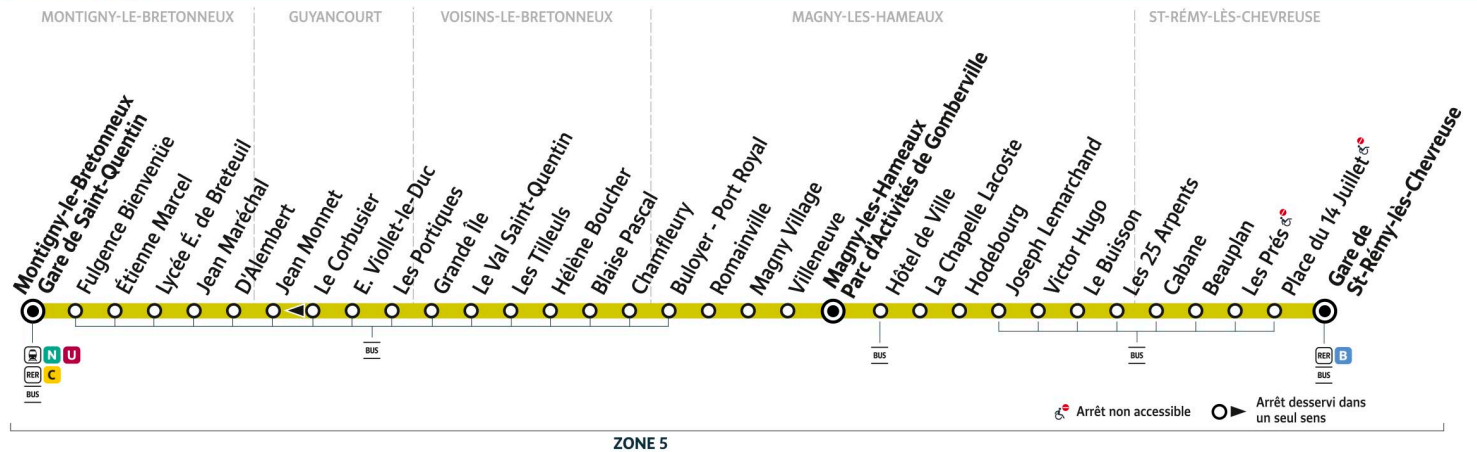 MONTIGNY-LE-BRETONNEUX
GUYANCOURT
VOISINS-LE-BRETONNEUX
MAGNY-LES-HAMEAUX
ST-RÉMY-LÈS-CHEVREUSE
Montigny-le-Bretonneux
Gare de Saint-Quentin
Fulgence Bienvenüe
Étienne Marcel
Lycée É. de Breteuil
Jean Maréchal
D'Alembert
Jean Monnet
Le Corbusier
E. Viollet-le-Duc
Les Portiques
Grande Île
Le Val Saint-Quentin
Les Tilleuls
Hélène Boucher
Blaise Pascal
Chamfleury
Buloyer - Port Royal
Romainville
Magny Village
Villeneuve
Magny-les-Hameaux
Parc d'Activités de Gomberville
Hôtel de Ville
La Chapelle Lacoste
Hodebourg
Joseph Lemarchand
Victor Hugo
Le Buisson
Les 25 Arpents
Cabane
Beauplan
Les Prés
Place du 14 Juillet
Gare de
St-Rémy-lès-Chevreuse
N U
RER C
BUS
BUS
BUS
BUS
RER B
BUS
Arrêt non accessible
Arrêt desservi dans
un seul sens
ZONE 5